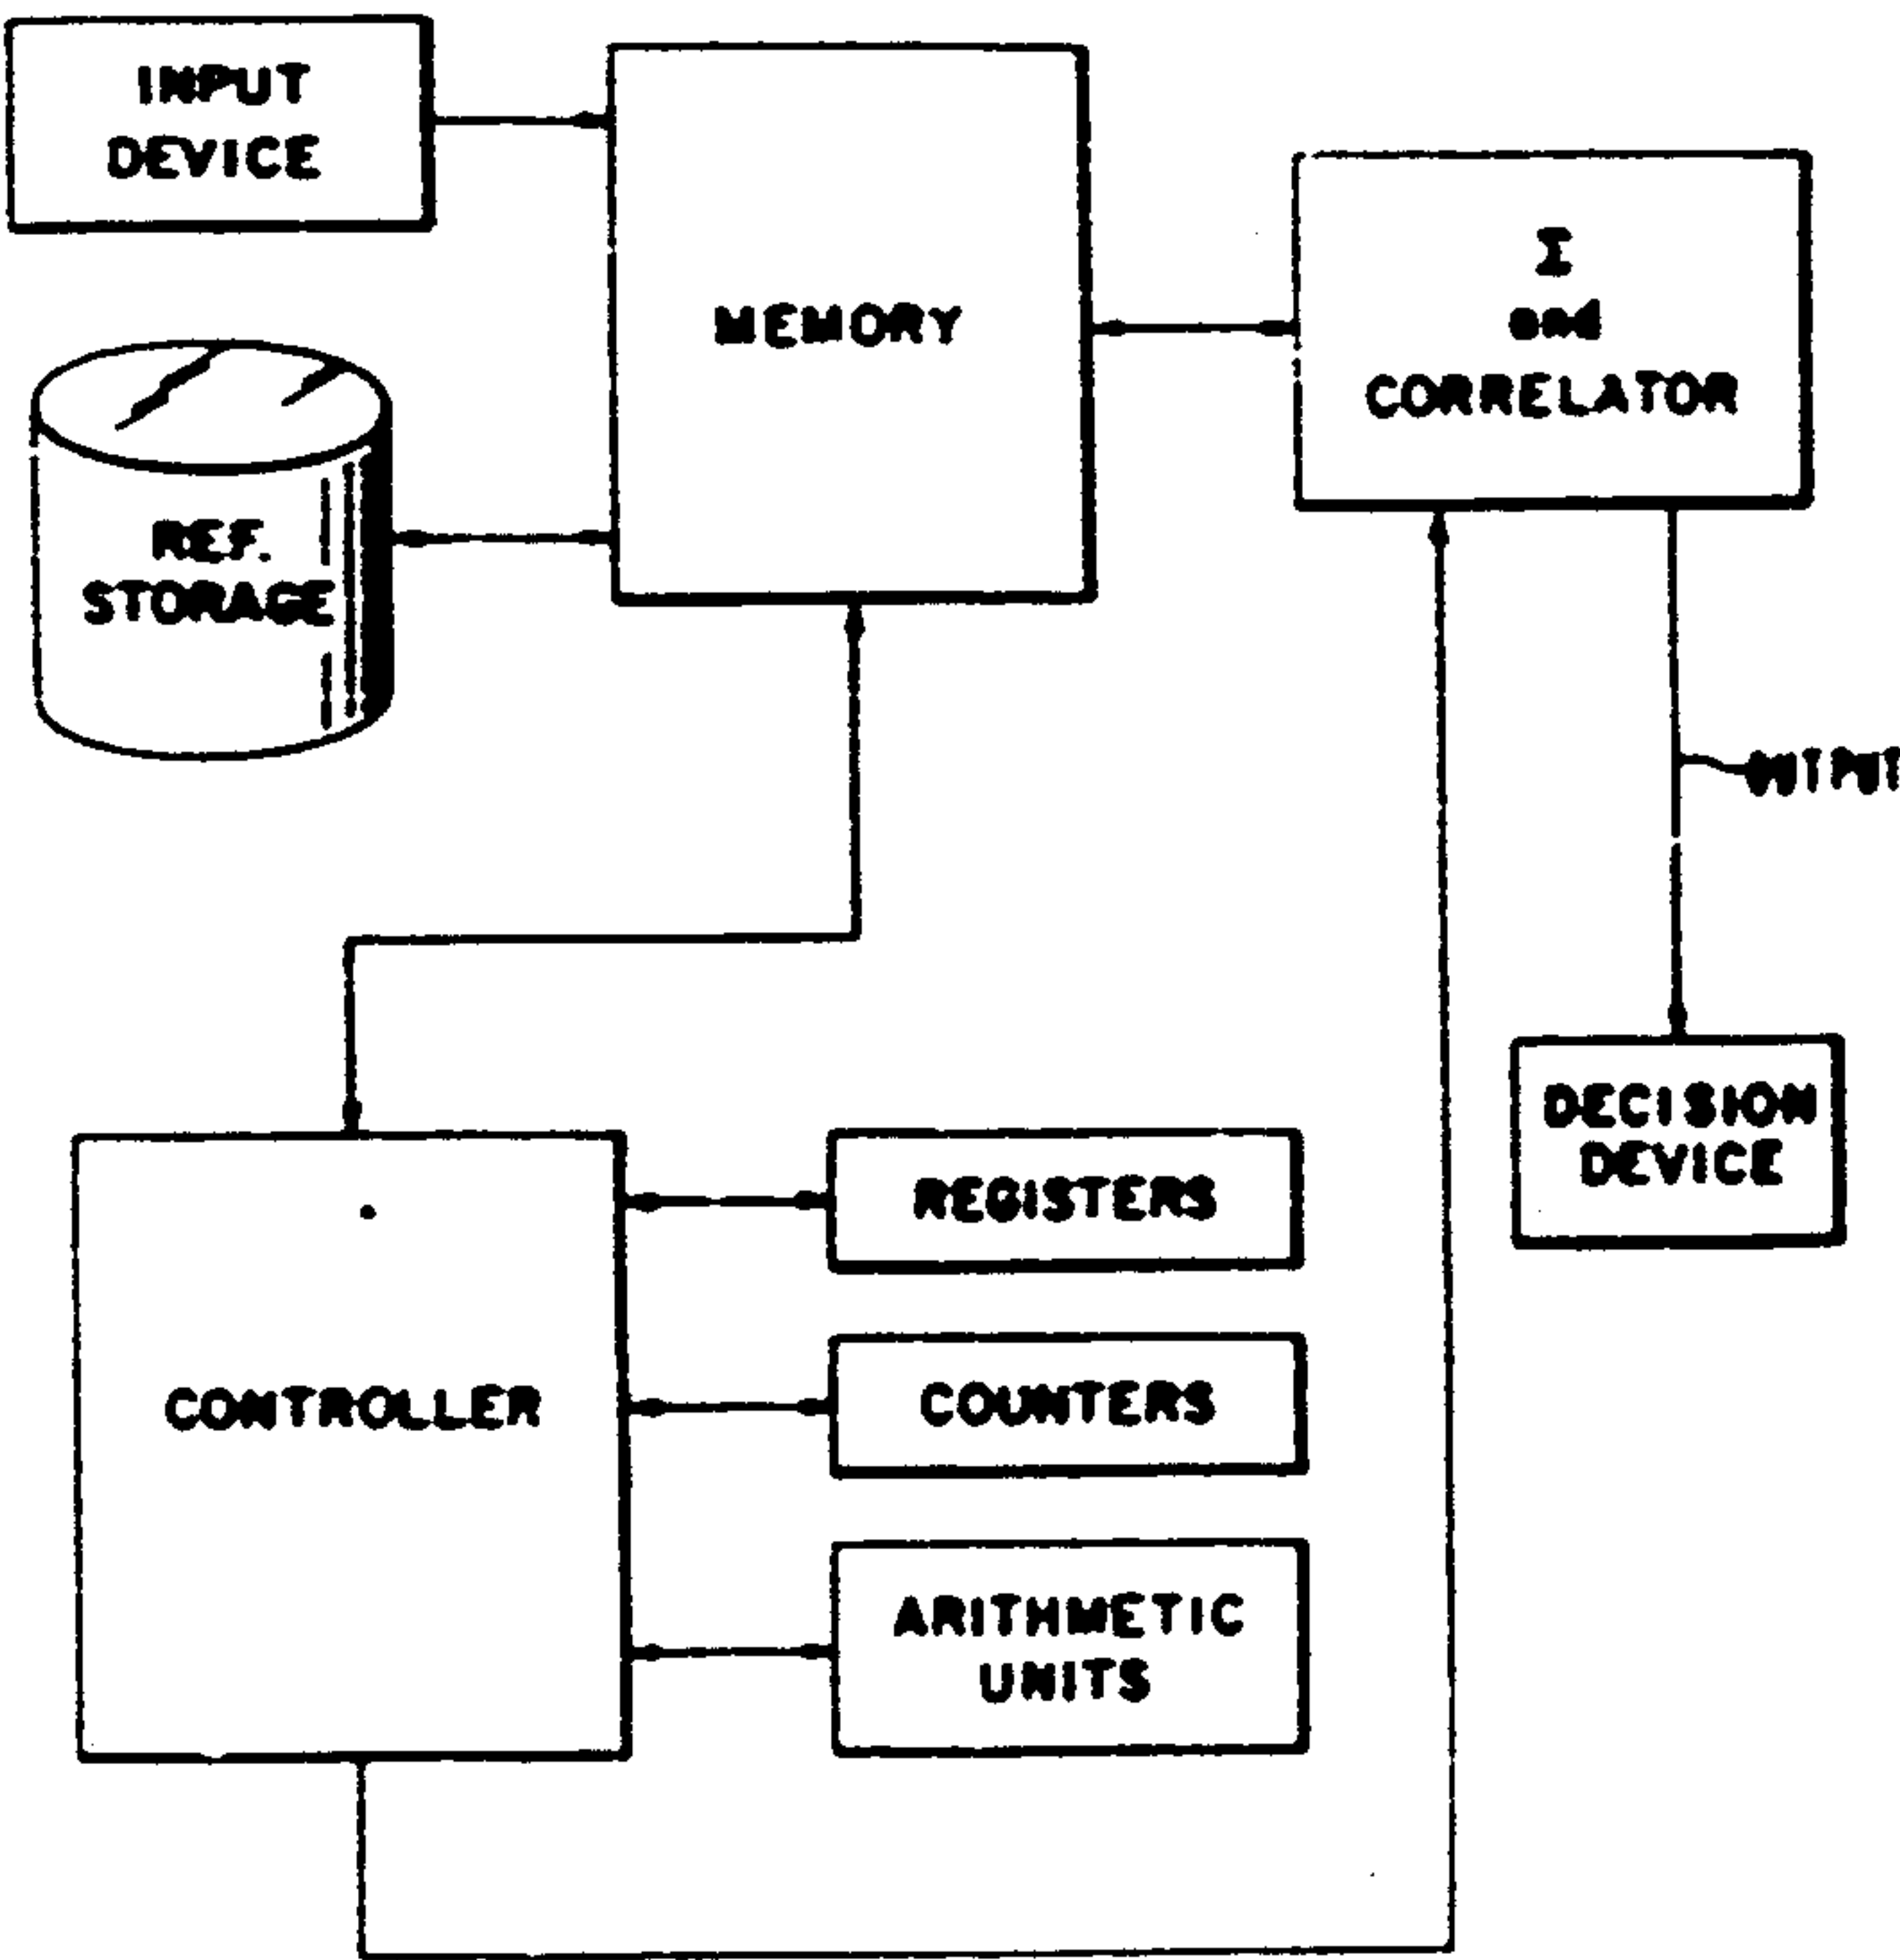 INPUT
DEVICE
MEMORY
Σ
and
CORRELATOR
REF.
STORAGE
OUTPUT
DECISION
DEVICE
REGISTERS
CONTROLLER
COUNTERS
ARITHMETIC
UNITS